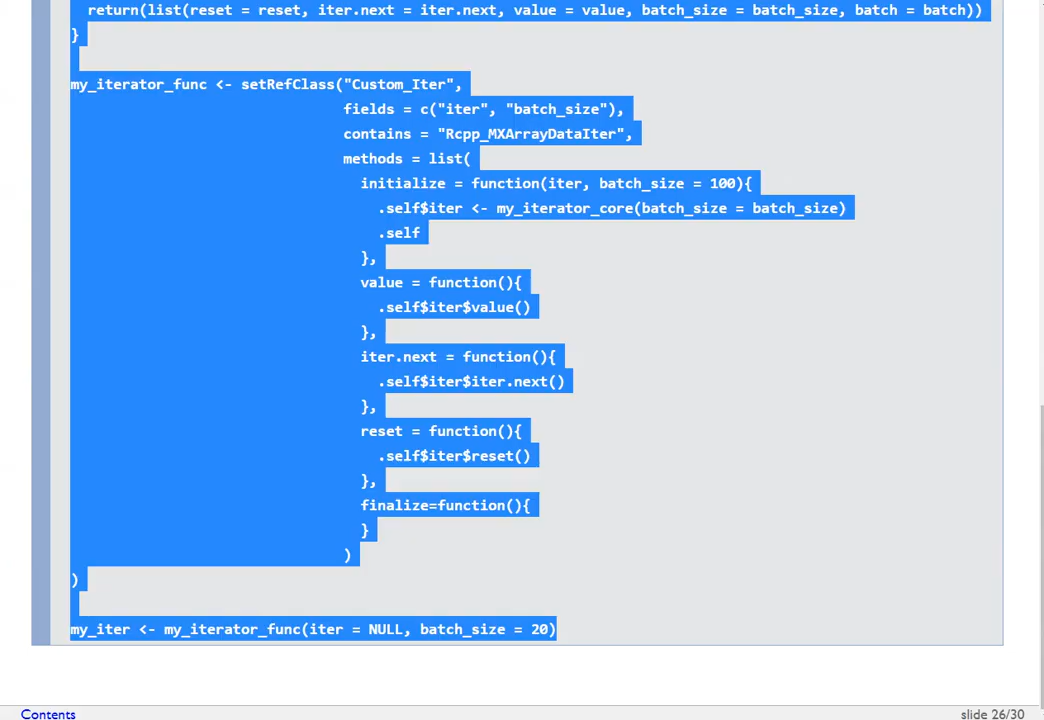 return(list(reset = reset, iter.next = iter.next, value = value, batch_size = batch_size, batch = batch))
}
my_iterator_func <- setRefClass("Custom_Iter",
fields = c("iter", "batch_size"),
contains = "Rcpp_MXArrayDataIter",
methods = list(
initialize = function(iter, batch_size = 100){
.self$iter <- my_iterator_core(batch_size = batch_size)
.self
},
value = function(){
.self$iter$value()
},
iter.next = function(){
.self$iter$iter.next()
},
reset = function(){
.self$iter$reset()
},
finalize=function(){
}
)
)
my_iter <- my_iterator_func(iter = NULL, batch_size = 20)
Contents
slide 26/30